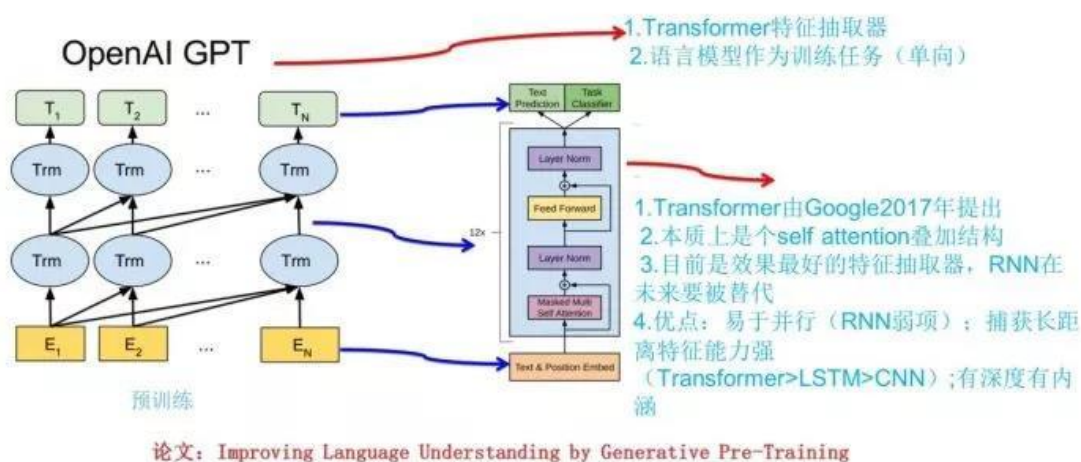 OpenAI GPT
1.Transformer特征抽取器
2.语言模型作为训练任务（单向）
T1
T2
...
TN
Trm
Trm
...
Trm
Trm
Trm
...
Trm
E1
E2
...
EN
预训练
Text Prediction
Task Classifier
12x
Layer Norm
Feed Forward
Layer Norm
Masked Multi Self Attention
Text & Position Embed
1.Transformer由Google2017年提出
2.本质上是个self attention叠加结构
3.目前是效果最好的特征抽取器，RNN在
未来要被替代
4.优点：易于并行（RNN弱项）；捕获长距
离特征能力强
（Transformer>LSTM>CNN）;有深度有内
涵
论文：Improving Language Understanding by Generative Pre-Training